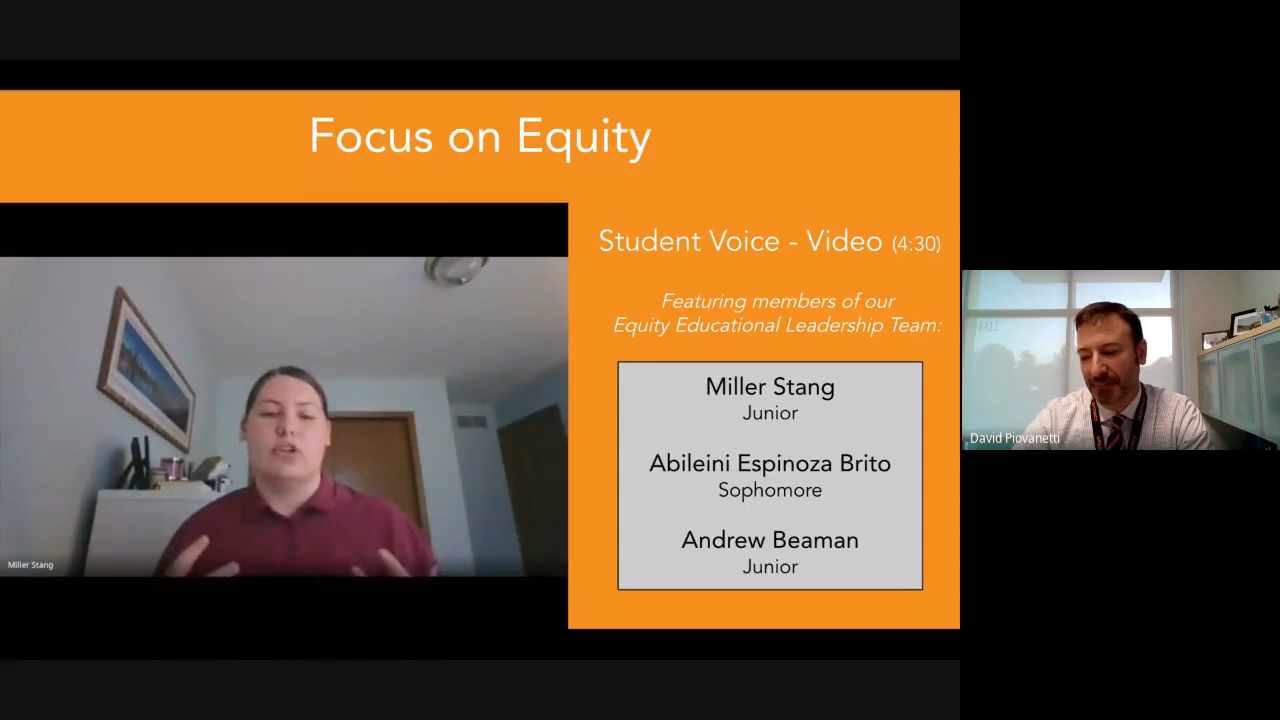 Focus on Equity
Student Voice - Video (4:30)
Featuring members of our
Equity Educational Leadership Team:
Miller Stang
Junior
Abileini Espinoza Brito
Sophomore
Andrew Beaman
Junior
Miller Stang
David Piovanetti